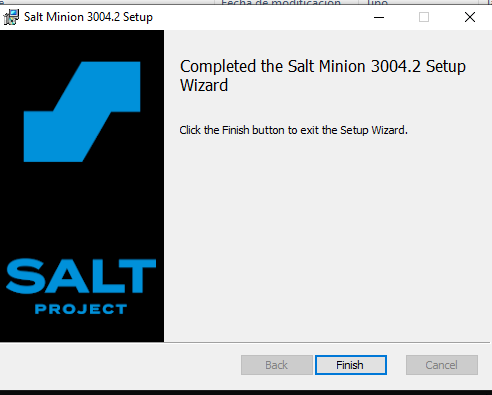 Fecha de modificación
Tipo
Salt Minion 3004.2 Setup
Completed the Salt Minion 3004.2 Setup
Wizard
Click the Finish button to exit the Setup Wizard.
SALT
PROJECT
Back
Finish
Cancel